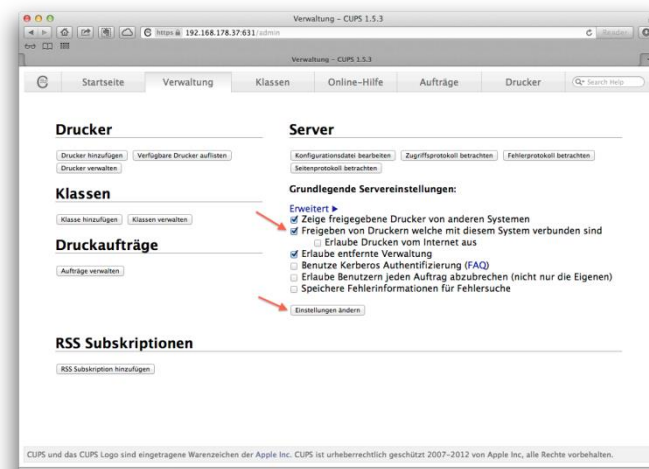 Verwaltung – CUPS 1.5.3
https 192.168.178.37:631/admin
Reader
Verwaltung – CUPS 1.5.3
Startseite Verwaltung Klassen Online-Hilfe Aufträge Drucker Search Help
Drucker
Drucker hinzufügen Verfügbare Drucker auflisten
Drucker verwalten
Klassen
Klasse hinzufügen Klassen verwalten
Druckaufträge
Aufträge verwalten
Server
Konfigurationsdatei bearbeiten Zugriffsprotokoll betrachten Fehlerprotokoll betrachten
Seitenprotokoll betrachten
Grundlegende Servereinstellungen:
Erweitert ▶
Zeige freigegebene Drucker von anderen Systemen
Freigeben von Druckern welche mit diesem System verbunden sind
Erlaube Drucken vom Internet aus
Erlaube entfernte Verwaltung
Benutze Kerberos Authentifizierung (FAQ)
Erlaube Benutzern jeden Auftrag abzubrechen (nicht nur die Eigenen)
Speichere Fehlerinformationen für Fehlersuche
Einstellungen ändern
RSS Subskriptionen
RSS Subskription hinzufügen
CUPS und das CUPS Logo sind eingetragene Warenzeichen der Apple Inc. CUPS ist urheberrechtlich geschützt 2007-2012 von Apple Inc, alle Rechte vorbehalten.